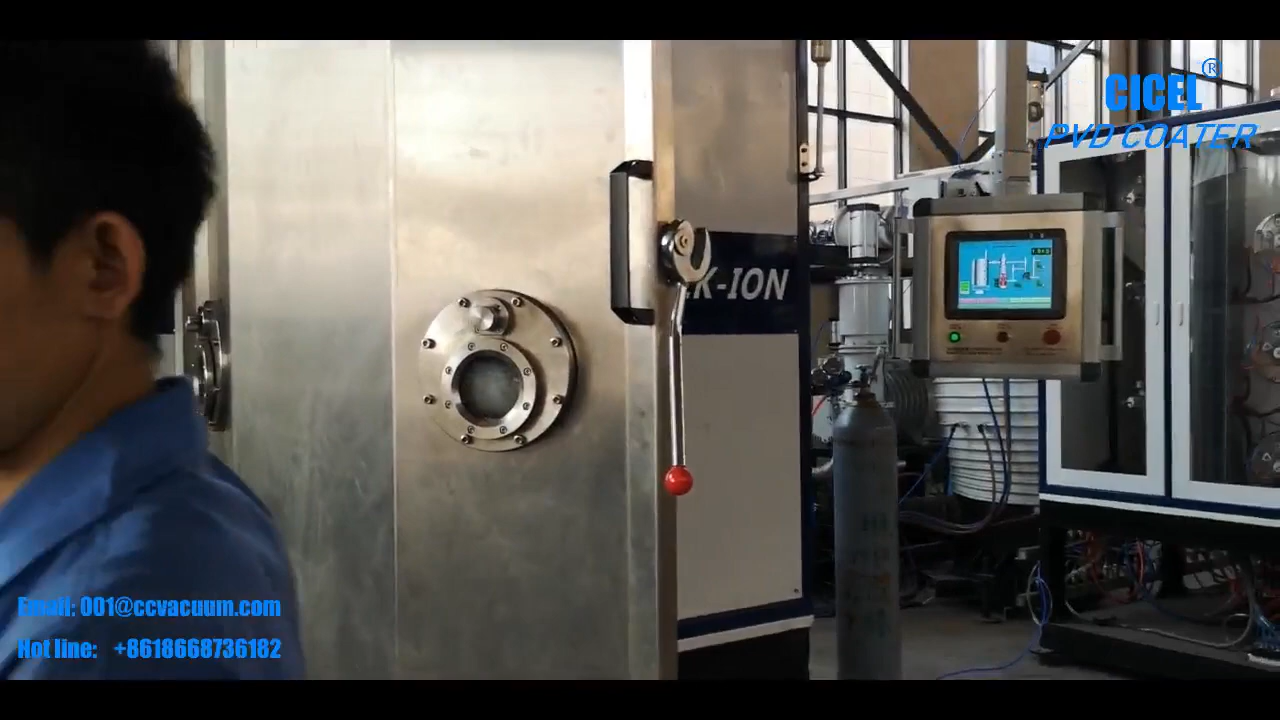 CICEL®
PVD COATER
K-ION
Email: 001@ccvacuum.com
Hot line: +8618668736182